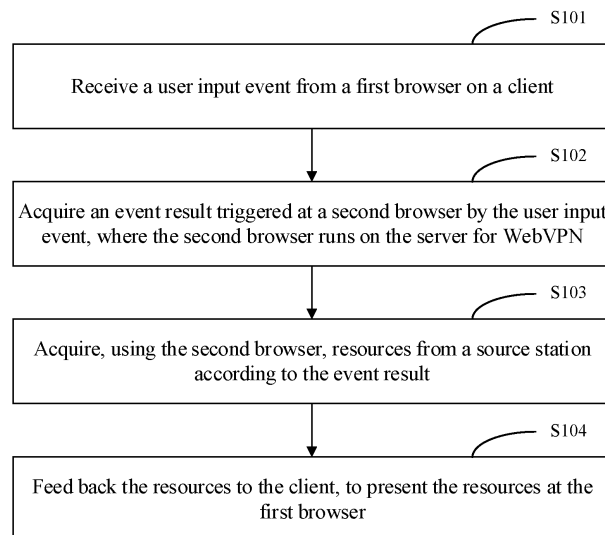 S101
Receive a user input event from a first browser on a client
S102
Acquire an event result triggered at a second browser by the user input
event, where the second browser runs on the server for WebVPN
S103
Acquire, using the second browser, resources from a source station
according to the event result
S104
Feed back the resources to the client, to present the resources at the
first browser